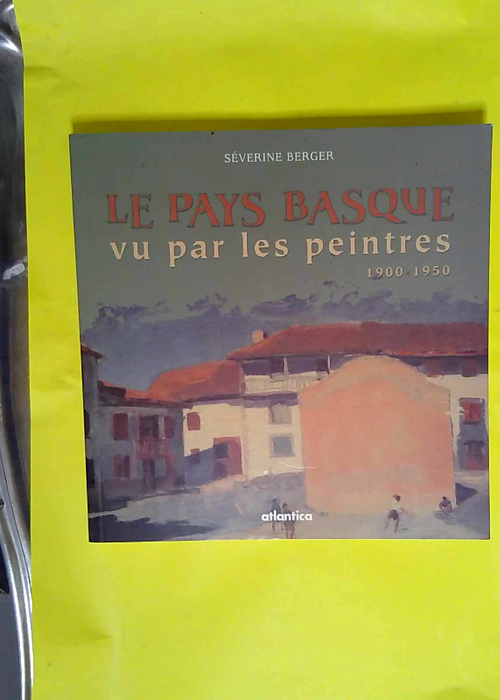 SÉVERINE BERGER
LE PAYS BASQUE
vu par les peintres
1900-1950
atlantica